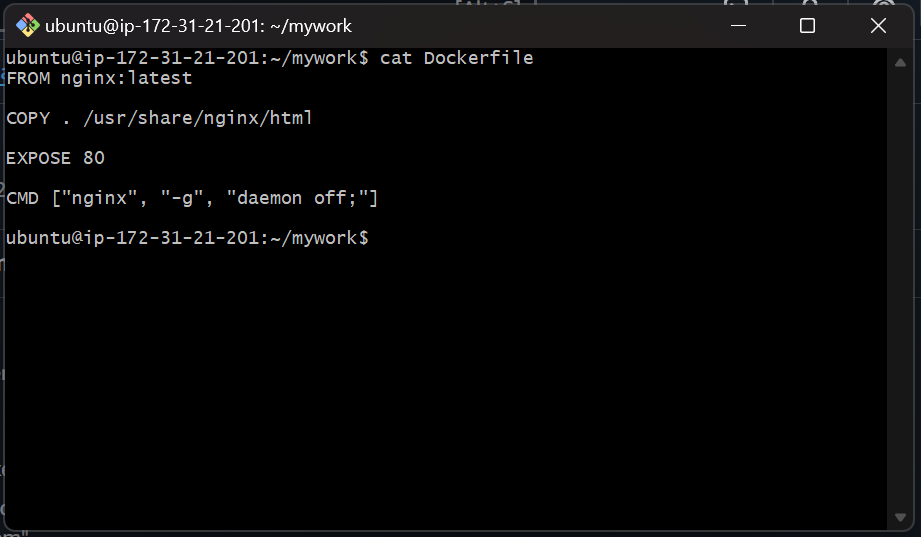 ubuntu@ip-172-31-21-201: ~/mywork
ubuntu@ip-172-31-21-201:~/mywork$ cat Dockerfile
FROM nginx:latest
COPY . /usr/share/nginx/html
EXPOSE 80
CMD ["nginx", "-g", "daemon off;"]
ubuntu@ip-172-31-21-201:~/mywork$